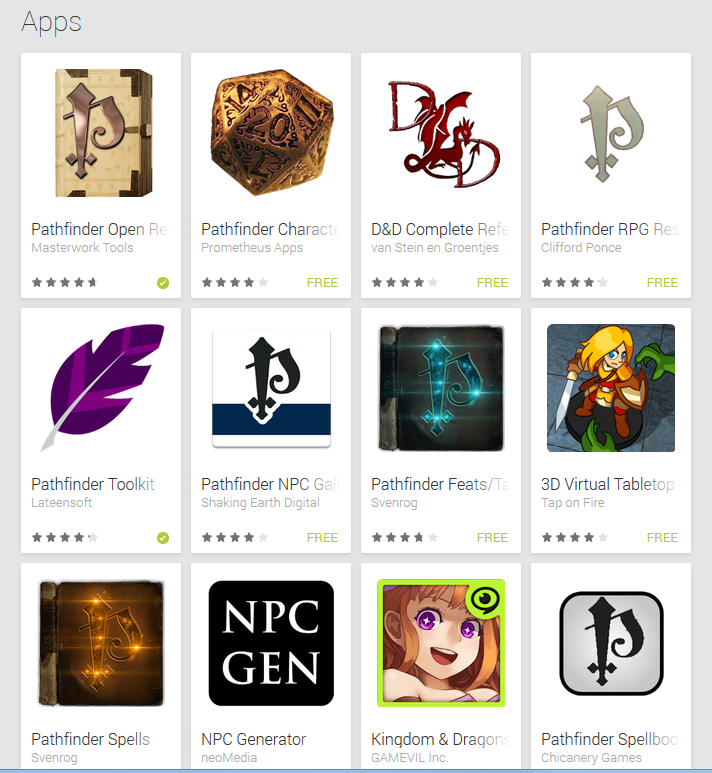 Apps
Pathfinder Open Re
Masterwork Tools
20
Pathfinder Characte
Prometheus Apps
FREE
D&D
D&D Complete Refe
van Stein en Groentjes
FREE
P
Pathfinder RPG Res
Clifford Ponce
FREE
Pathfinder Toolkit
Lateensoft
P
Pathfinder NPC Gall
Shaking Earth Digital
FREE
P
Pathfinder Feats/Ta
Svenrog
FREE
3D Virtual Tabletop
Tap on Fire
FREE
P
Pathfinder Spells
Svenrog
NPC
GEN
NPC Generator
neoMedia
Kingdom & Dragons
GAMEVIL Inc.
P
Pathfinder Spellboo
Chicanery Games